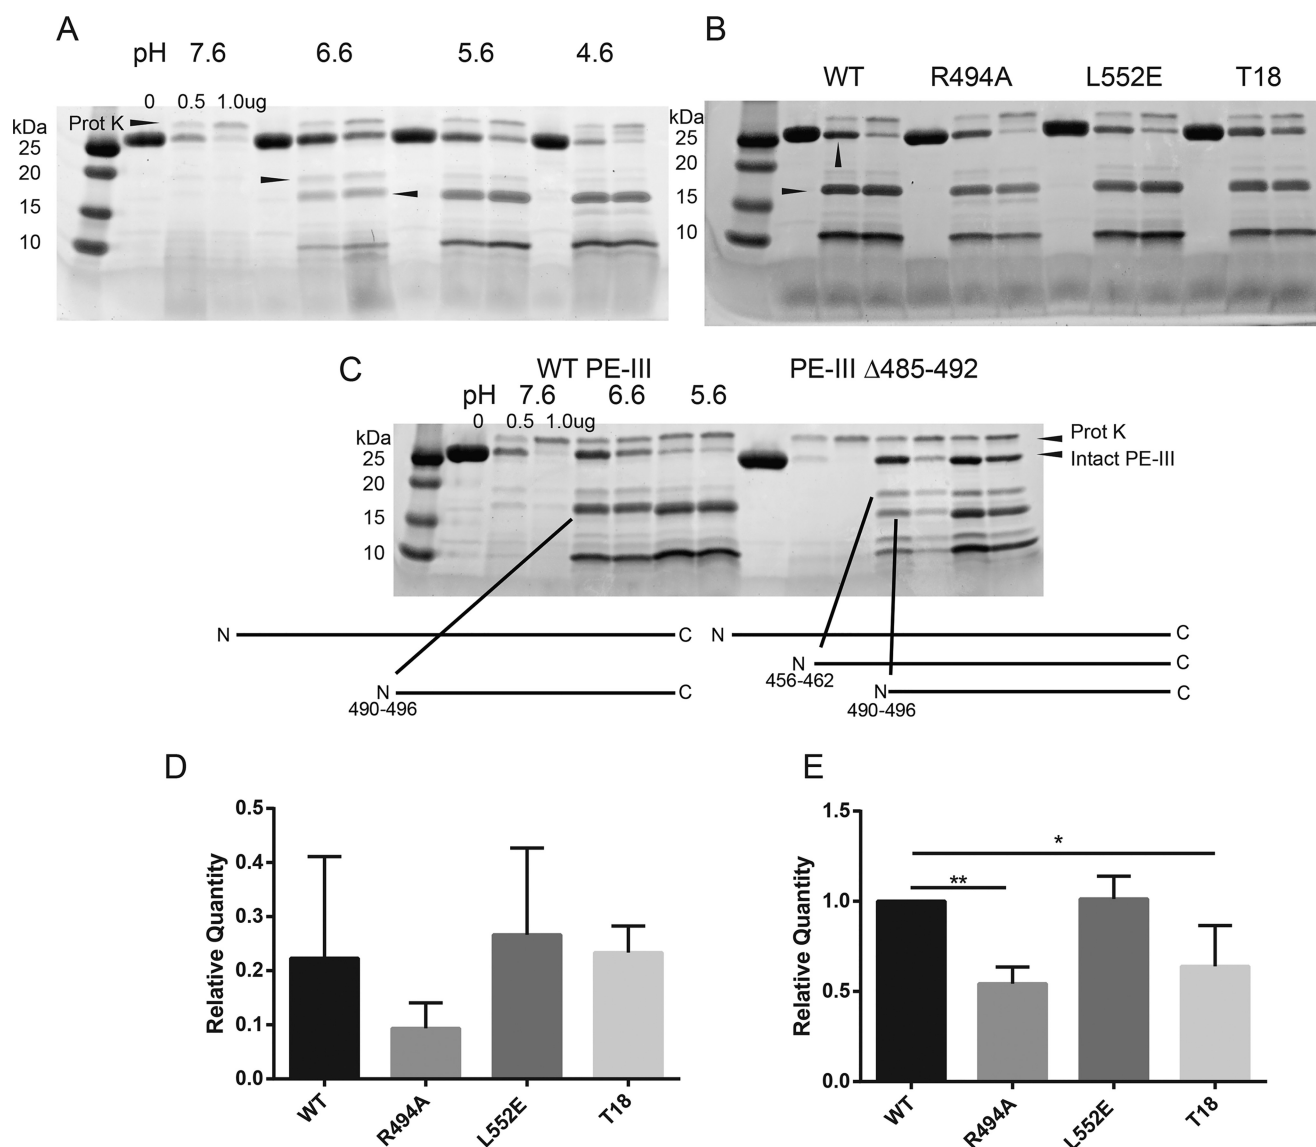 A
pH 7.6 6.6 5.6 4.6
0 0.5 1.0ug
Prot K
kDa
25
20
15
10
B
WT R494A L552E T18
kDa
25
20
15
10
C
WT PE-III PE-III Δ485-492
pH 7.6 6.6 5.6
0 0.5 1.0ug
kDa
25
20
15
10
Prot K
Intact PE-III
N C N C
N C
456-462
N C N C
490-496 490-496
D
Relative Quantity
0.5
0.4
0.3
0.2
0.1
0.0
WT R494A L552E T18
E
Relative Quantity
1.5
1.0
0.5
0.0
*
**
WT R494A L552E T18